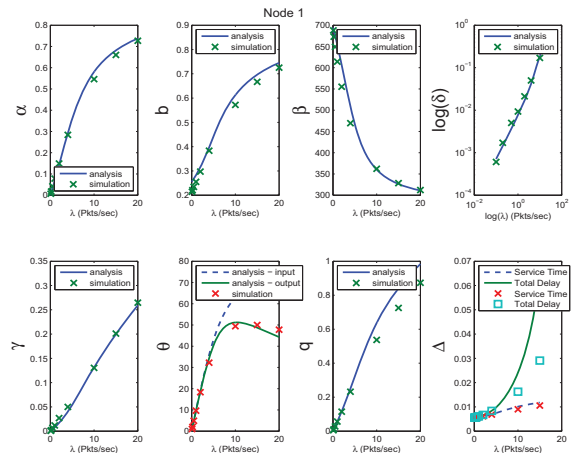 Node 1
0.8
0.7
0.6
0.5
0.4
0.3
0.2
0.1
0
α
analysis
simulation
0 10 20
λ (Pkts/sec)
0.8
0.7
0.6
0.5
0.4
0.3
0.2
b
analysis
simulation
0 10 20
λ (Pkts/sec)
700
650
600
550
500
450
400
350
300
β
analysis
simulation
0 10 20
λ (Pkts/sec)
10^0
10^-1
10^-2
10^-3
10^-4
log(δ)
analysis
simulation
10^-2 10^0 10^2
log(λ) (Pkts/sec)
0.35
0.3
0.25
0.2
0.15
0.1
0.05
0
γ
analysis
simulation
0 10 20
λ (Pkts/sec)
80
70
60
50
40
30
20
10
0
θ
analysis − input
analysis − output
simulation
0 10 20
λ (Pkts/sec)
1
0.8
0.6
0.4
0.2
0
q
analysis
simulation
0 10 20
λ (Pkts/sec)
0.07
0.06
0.05
0.04
0.03
0.02
0.01
0
Δ
Service Time
Total Delay
Service Time
Total Delay
0 10 20
λ (Pkts/sec)